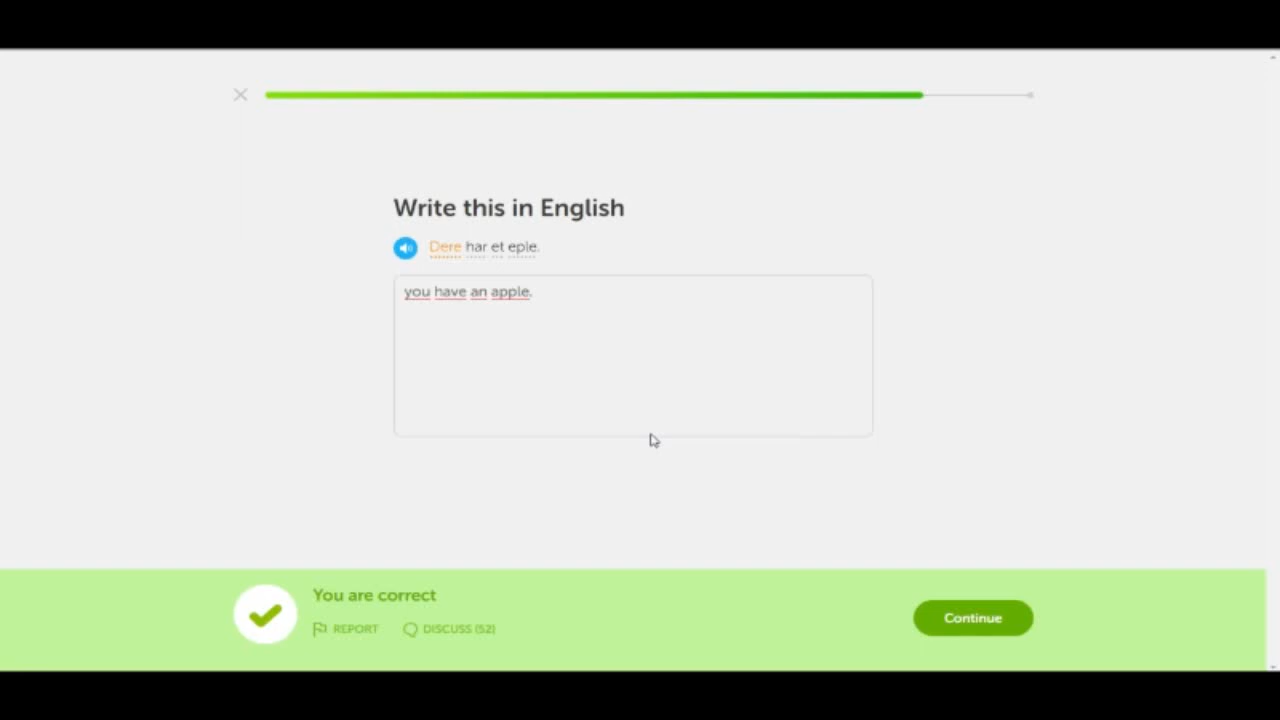 Write this in English
Dere har et eple.
you have an apple.
You are correct
REPORT DISCUSS (52)
Continue